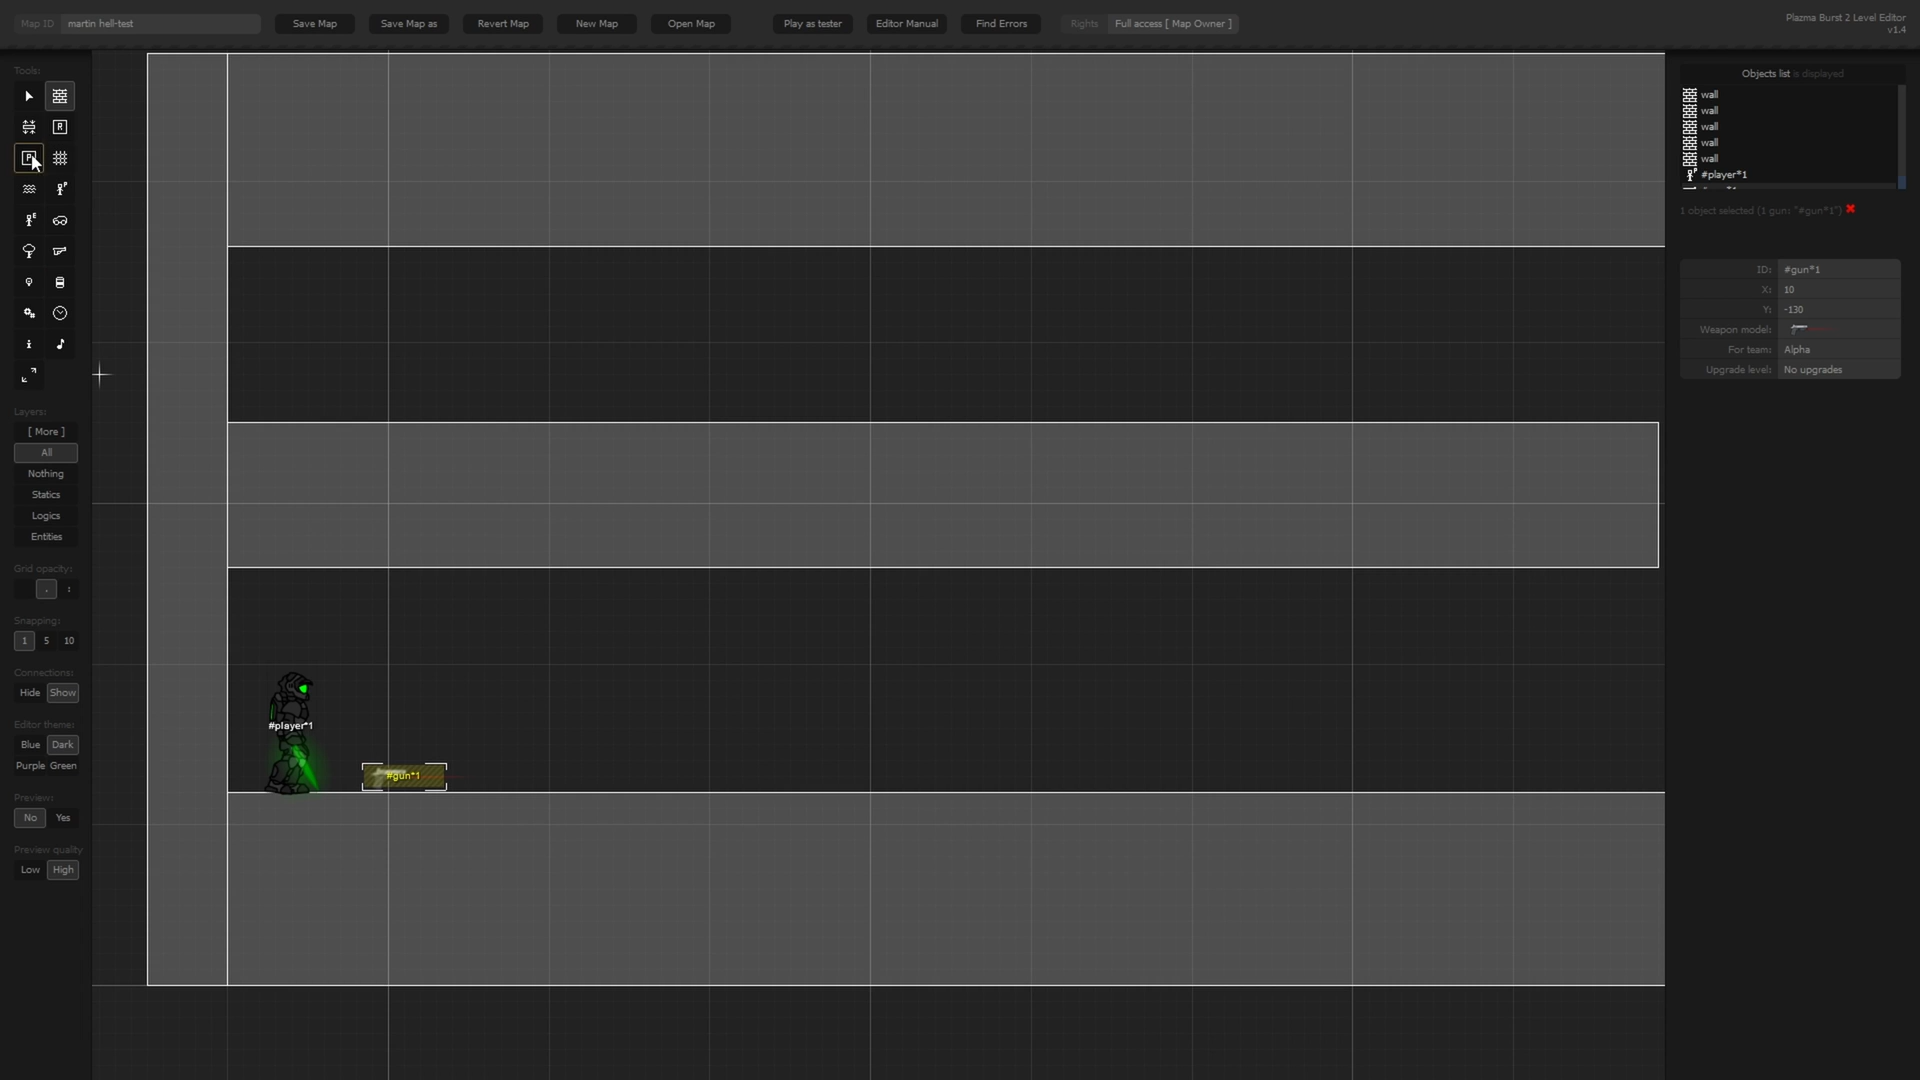 Map ID martin hell-test Save Map Save Map as Revert Map New Map Open Map Play as tester Editor Manual Find Errors Rights Full access [ Map Owner ] Plazma Burst 2 Level Editor
v1.4
Tools:
R
P
P
E
Layers:
[ More ]
All
Nothing
Statics
Logics
Entities
Grid opacity:
. :
Snapping:
1 5 10
Connections:
Hide Show
Editor theme:
Blue Dark
Purple Green
Preview:
No Yes
Preview quality
Low High
#player*1
#gun*1
Objects list is displayed
wall
wall
wall
wall
wall
#player*1
1 object selected (1 gun: "#gun*1")
ID: #gun*1
X: 10
Y: -130
Weapon model:
For team: Alpha
Upgrade level: No upgrades